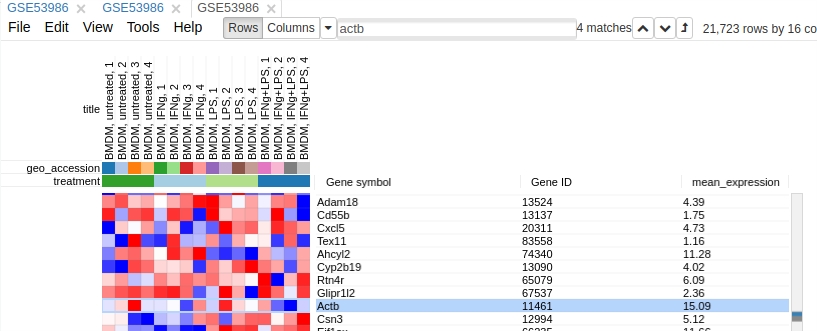 GSE53986 × GSE53986 × GSE53986 ×
File Edit View Tools Help Rows Columns actb 4 matches 21,723 rows by 16 co
title
BMDM, untreated, 1
BMDM, untreated, 2
BMDM, untreated, 3
BMDM, untreated, 4
BMDM, IFNg, 1
BMDM, IFNg, 2
BMDM, IFNg, 3
BMDM, IFNg, 4
BMDM, LPS, 1
BMDM, LPS, 2
BMDM, LPS, 3
BMDM, LPS, 4
BMDM, IFNg+LPS, 1
BMDM, IFNg+LPS, 2
BMDM, IFNg+LPS, 3
BMDM, IFNg+LPS, 4
geo_accession
treatment Gene symbol Gene ID mean_expression
Adam18 13524 4.39
Cd55b 13137 1.75
Cxcl5 20311 4.73
Tex11 83558 1.16
Ahcyl2 74340 11.28
Cyp2b19 13090 4.02
Rtn4r 65079 6.09
Glipr1l2 67537 2.36
Actb 11461 15.09
Csn3 12994 5.12